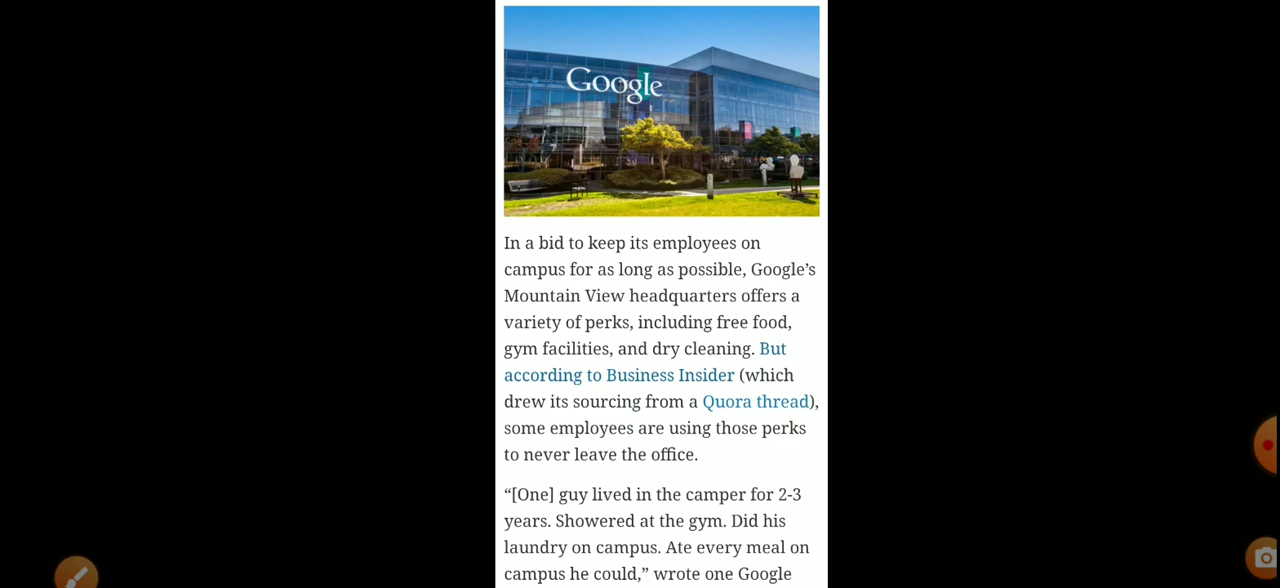 Google
In a bid to keep its employees on
campus for as long as possible, Google’s
Mountain View headquarters offers a
variety of perks, including free food,
gym facilities, and dry cleaning. But
according to Business Insider (which
drew its sourcing from a Quora thread),
some employees are using those perks
to never leave the office.
“[One] guy lived in the camper for 2-3
years. Showered at the gym. Did his
laundry on campus. Ate every meal on
campus he could,” wrote one Google